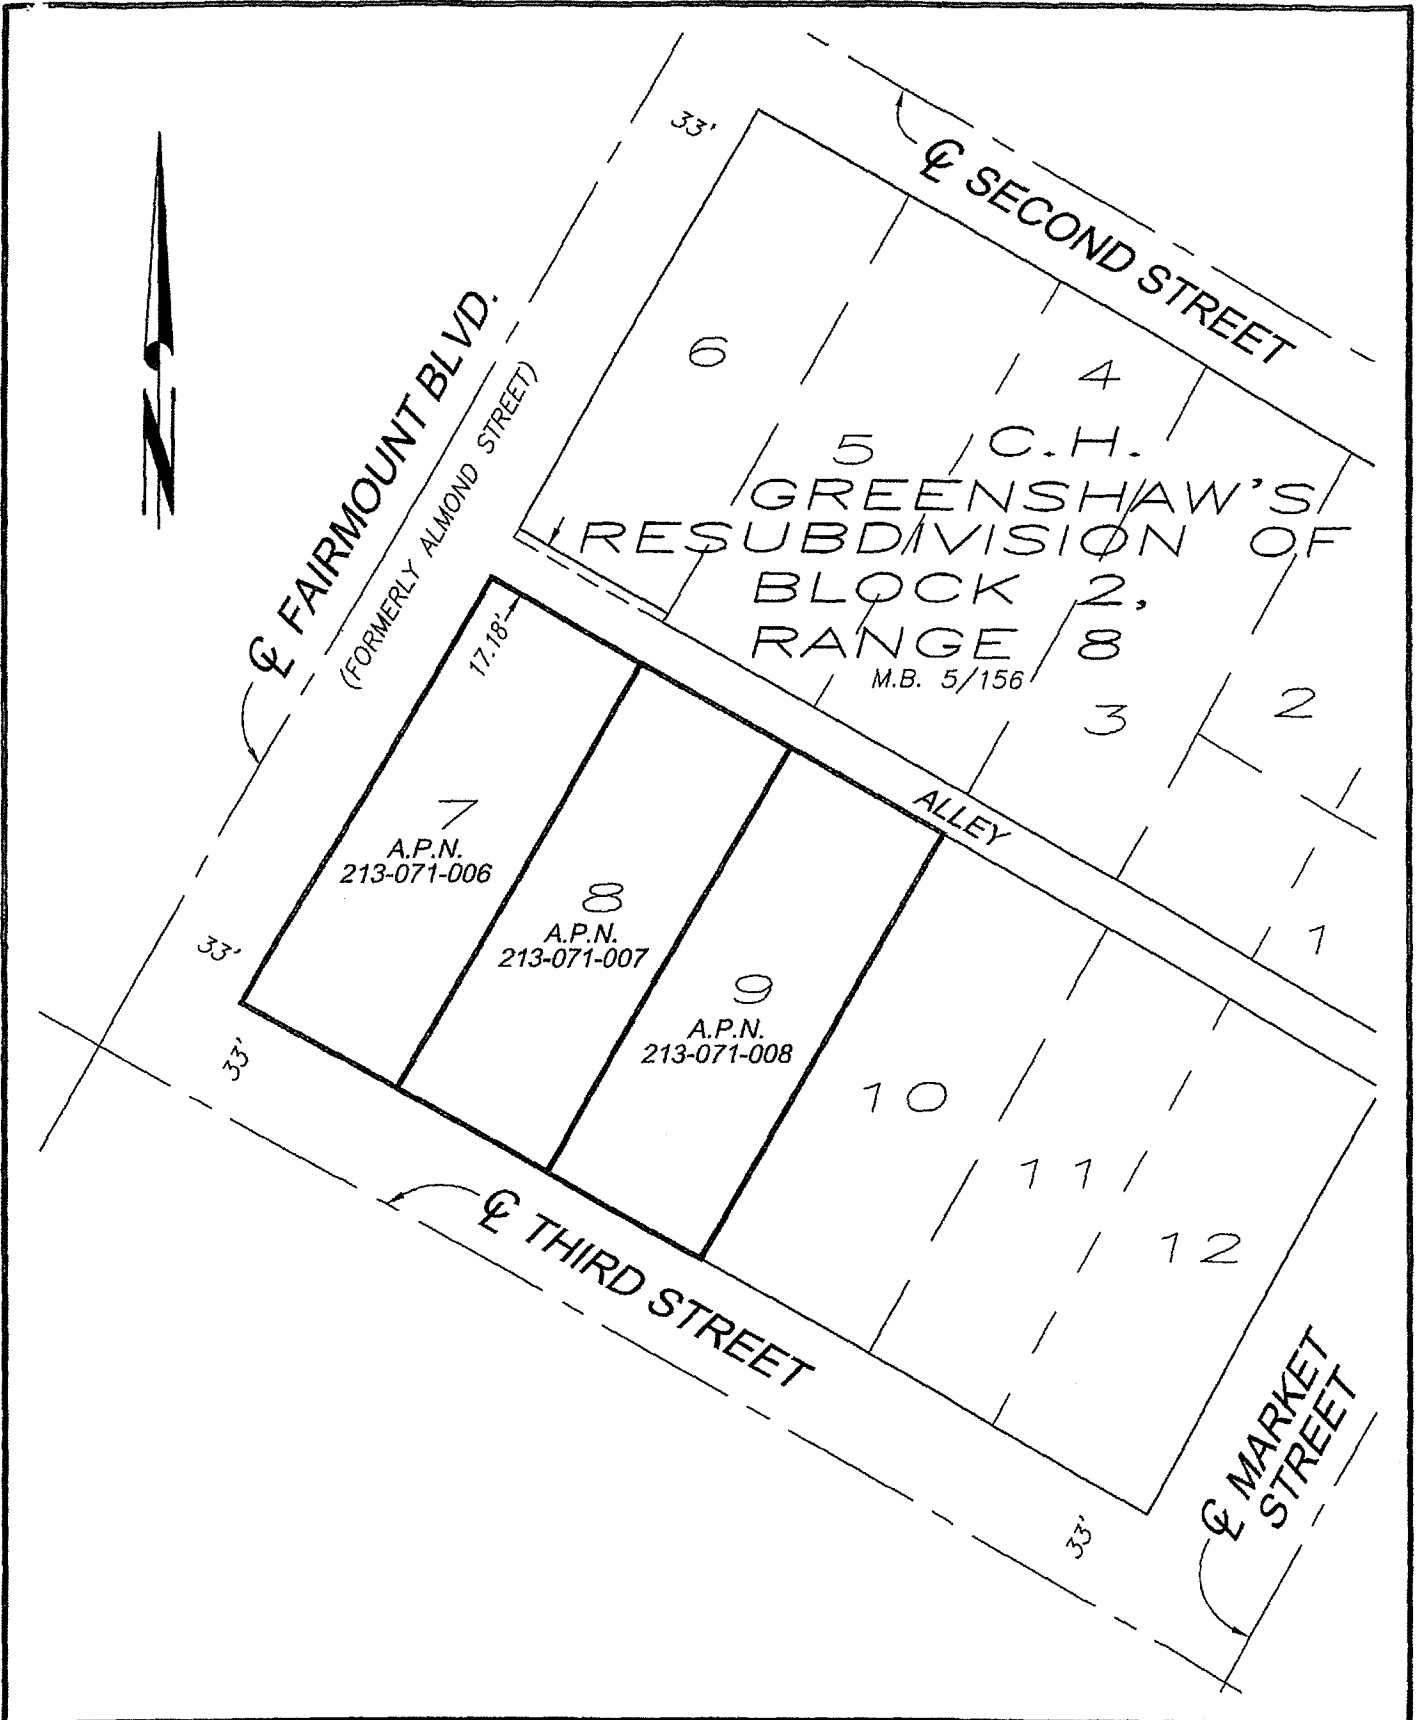 33'
℄ SECOND STREET
N
℄ FAIRMOUNT BLVD.
(FORMERLY ALMOND STREET)
6
5
4
C.H.
GREENSHAW'S
RESUBDIVISION OF
BLOCK 2,
RANGE 8
M.B. 5/156
3
2
1
17.18'
ALLEY
7
A.P.N.
213-071-006
8
A.P.N.
213-071-007
9
A.P.N.
213-071-008
10
11
12
33'
33'
℄ THIRD STREET
33'
℄ MARKET
STREET